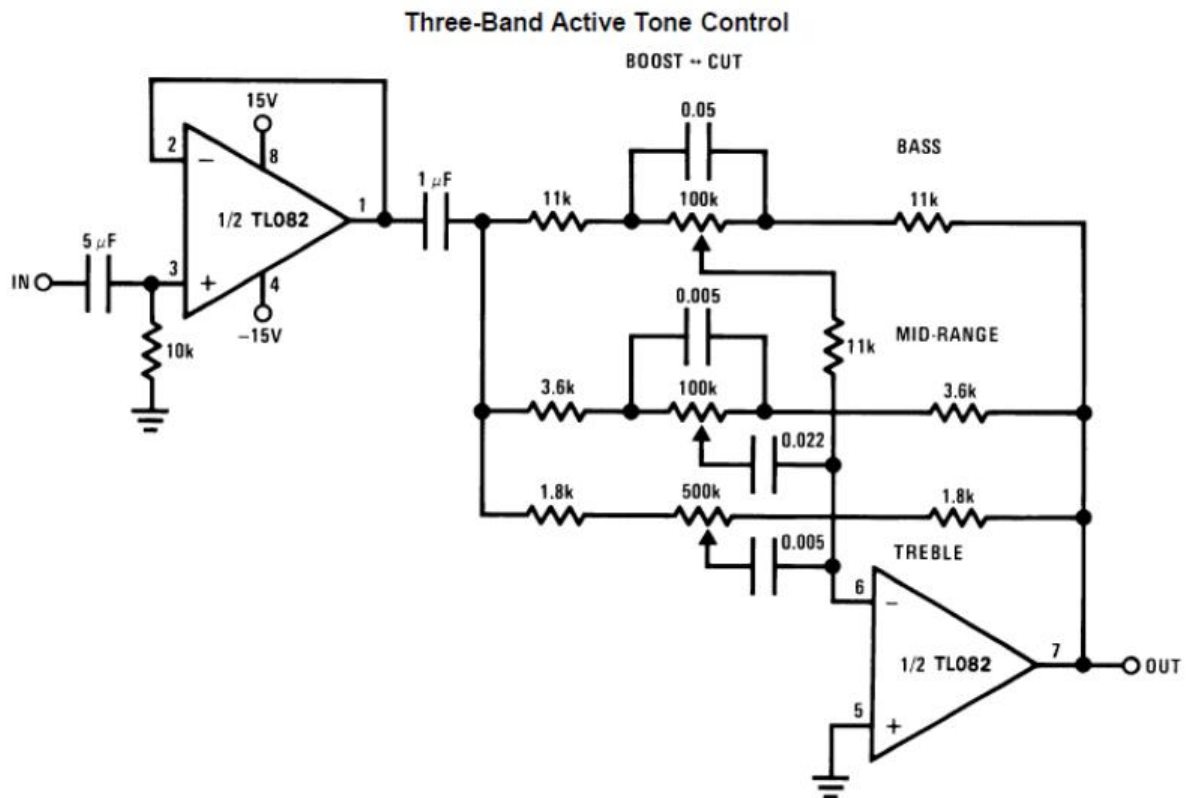 Three-Band Active Tone Control
BOOST ↔ CUT
15V
0.05
BASS
2
−
8
1 μF
11k
100k
11k
1/2 TL082
1
5 μF
IN
3
+
4
−15V
10k
0.005
11k
MID-RANGE
3.6k
100k
3.6k
0.022
1.8k
500k
1.8k
0.005
TREBLE
6
−
1/2 TL082
7
OUT
5
+